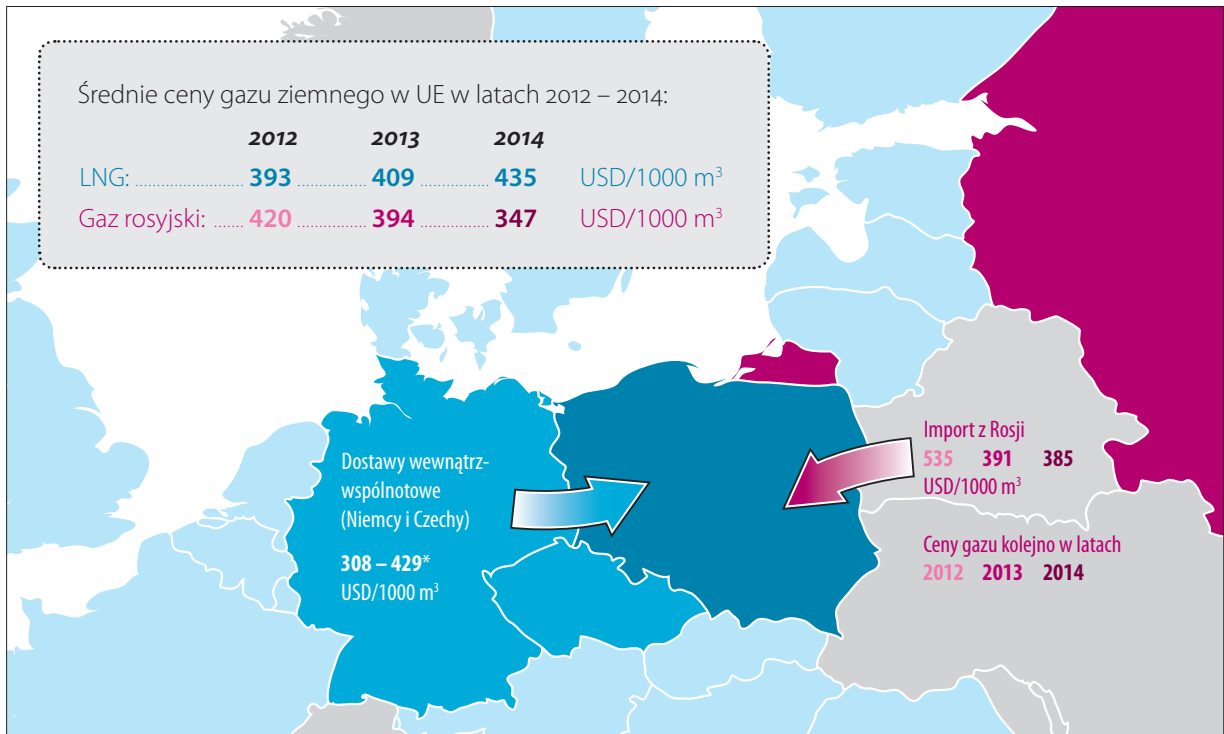 Średnie ceny gazu ziemnego w UE w latach 2012 – 2014:
2012 2013 2014
LNG: 393 409 435 USD/1000 m³
Gaz rosyjski: 420 394 347 USD/1000 m³
Dostawy wewnątrz-
wspólnotowe
(Niemcy i Czechy)
308 – 429*
USD/1000 m³
Import z Rosji
535 391 385
USD/1000 m³
Ceny gazu kolejno w latach
2012 2013 2014